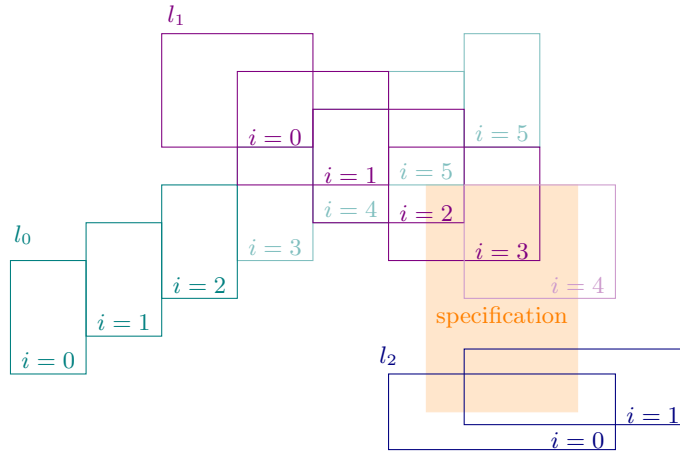 l₁
i = 0
i = 1
i = 5
i = 5
i = 4
i = 2
l₀
i = 3
i = 3
i = 2
i = 4
i = 1
specification
i = 0
l₂
i = 1
i = 0